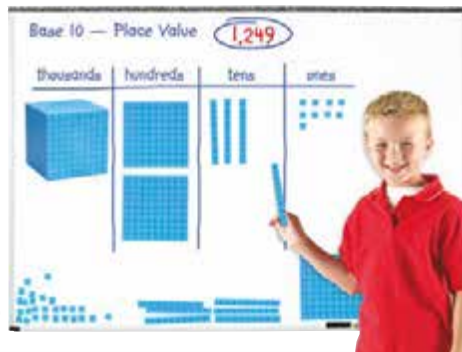 Base 10 — Place Value 1,249
thousands hundreds tens ones